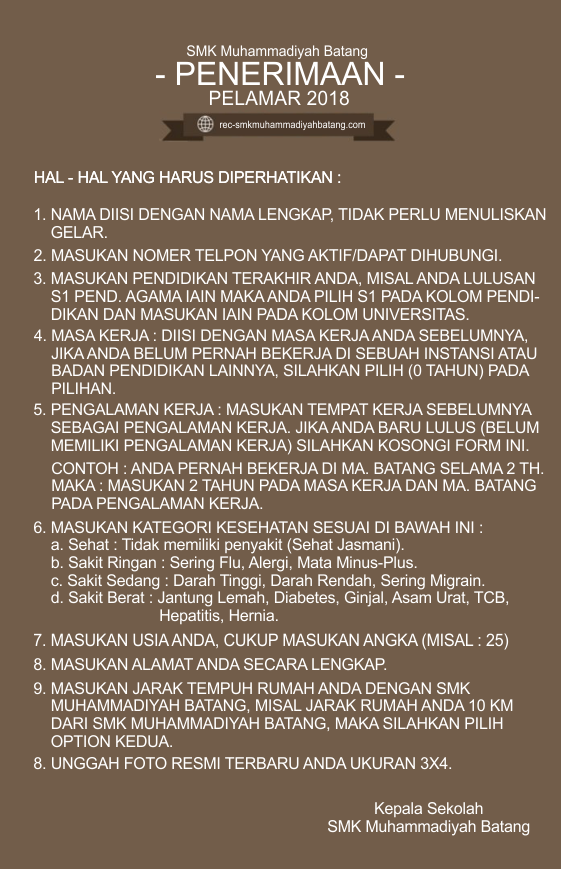 SMK Muhammadiyah Batang
- PENERIMAAN -
PELAMAR 2018
rec-smkmuhammadiyahbatang.com
HAL - HAL YANG HARUS DIPERHATIKAN :
1. NAMA DIISI DENGAN NAMA LENGKAP, TIDAK PERLU MENULISKAN
GELAR.
2. MASUKAN NOMER TELPON YANG AKTIF/DAPAT DIHUBUNGI.
3. MASUKAN PENDIDIKAN TERAKHIR ANDA, MISAL ANDA LULUSAN
S1 PEND. AGAMA IAIN MAKA ANDA PILIH S1 PADA KOLOM PENDI-
DIKAN DAN MASUKAN IAIN PADA KOLOM UNIVERSITAS.
4. MASA KERJA : DIISI DENGAN MASA KERJA ANDA SEBELUMNYA,
JIKA ANDA BELUM PERNAH BEKERJA DI SEBUAH INSTANSI ATAU
BADAN PENDIDIKAN LAINNYA, SILAHKAN PILIH (0 TAHUN) PADA
PILIHAN.
5. PENGALAMAN KERJA : MASUKAN TEMPAT KERJA SEBELUMNYA
SEBAGAI PENGALAMAN KERJA. JIKA ANDA BARU LULUS (BELUM
MEMILIKI PENGALAMAN KERJA) SILAHKAN KOSONGI FORM INI.
CONTOH : ANDA PERNAH BEKERJA DI MA. BATANG SELAMA 2 TH.
MAKA : MASUKAN 2 TAHUN PADA MASA KERJA DAN MA. BATANG
PADA PENGALAMAN KERJA.
6. MASUKAN KATEGORI KESEHATAN SESUAI DI BAWAH INI :
a. Sehat : Tidak memiliki penyakit (Sehat Jasmani).
b. Sakit Ringan : Sering Flu, Alergi, Mata Minus-Plus.
c. Sakit Sedang : Darah Tinggi, Darah Rendah, Sering Migrain.
d. Sakit Berat : Jantung Lemah, Diabetes, Ginjal, Asam Urat, TCB,
Hepatitis, Hernia.
7. MASUKAN USIA ANDA, CUKUP MASUKAN ANGKA (MISAL : 25)
8. MASUKAN ALAMAT ANDA SECARA LENGKAP.
9. MASUKAN JARAK TEMPUH RUMAH ANDA DENGAN SMK
MUHAMMADIYAH BATANG, MISAL JARAK RUMAH ANDA 10 KM
DARI SMK MUHAMMADIYAH BATANG, MAKA SILAHKAN PILIH
OPTION KEDUA.
8. UNGGAH FOTO RESMI TERBARU ANDA UKURAN 3X4.
Kepala Sekolah
SMK Muhammadiyah Batang